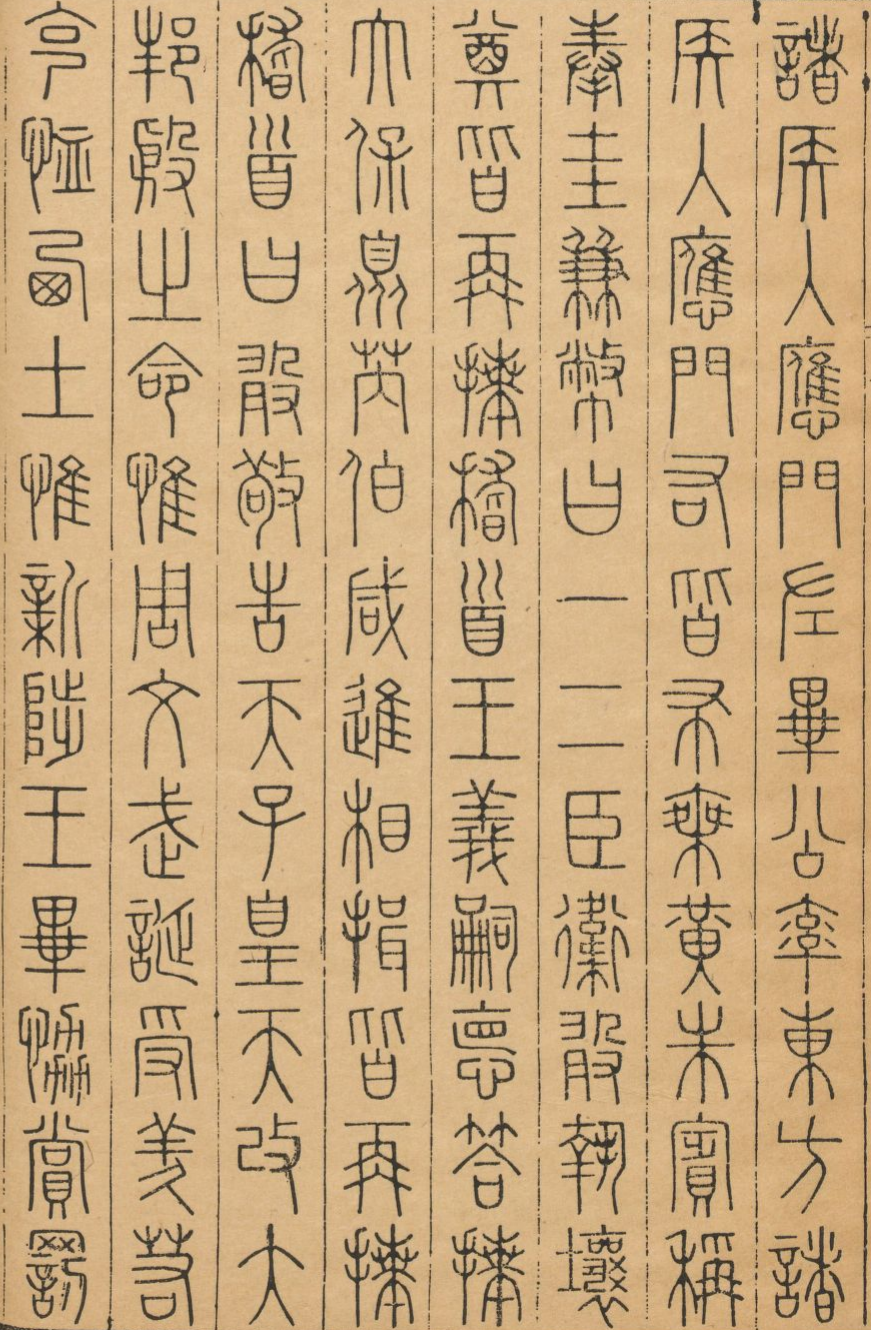 諸侯入應門左畢公率東方諸
侯入應門右皆布乘黃朱賓稱
奉圭兼幣曰一二臣衛敢執壤
奠皆再拜稽首王義嗣悳答拜
太保臮芮伯咸進相揖皆再拜
稽首曰敢敬告天子皇天改大
邦殷之命惟周文武誕受羑若
克恤西土惟新陟王畢協賞罰